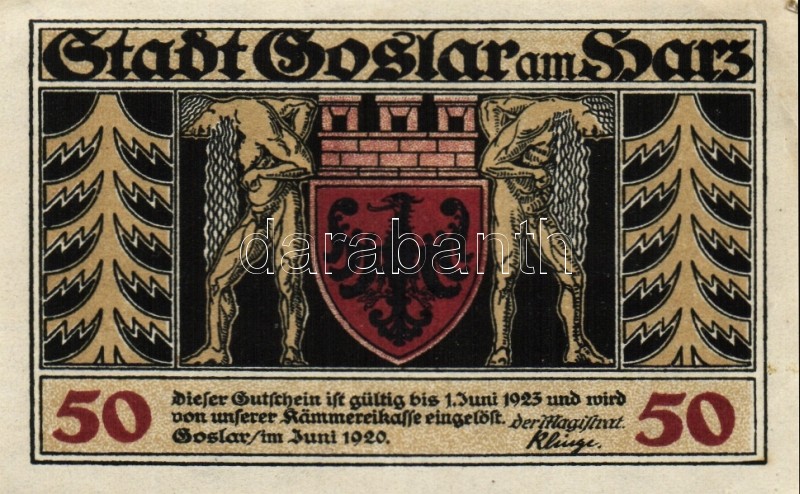 Stadt Goslar am Harz
darabanth
50
Dieser Gutschein ist gültig bis 1. Juni 1923 und wird
von unserer Kämmereikasse eingelöst. Der Magistrat.
Goslar/im Juni 1920. Klinge.
50